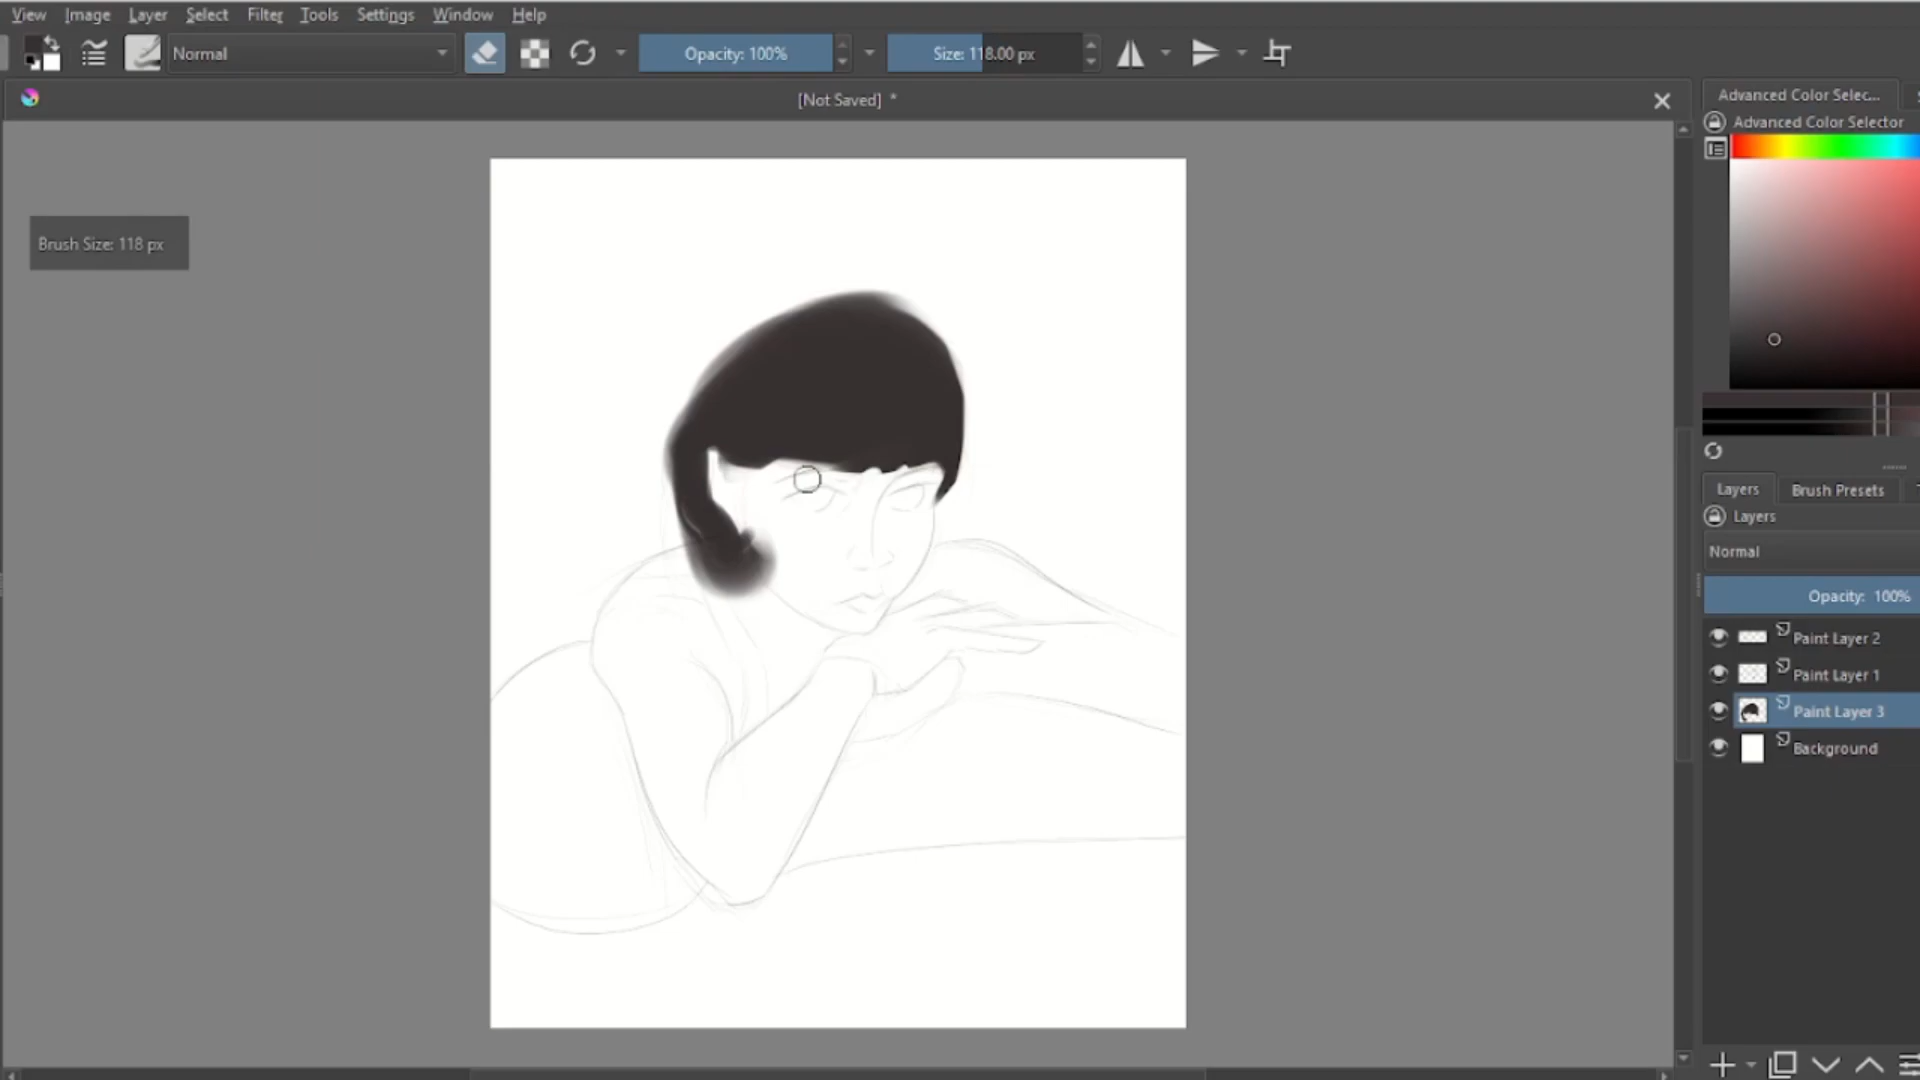 View Image Layer Select Filter Tools Settings Window Help
Normal Opacity: 100% Size: 118.00 px
[Not Saved] *
Advanced Color Selec...
Advanced Color Selector
Brush Size: 118 px
Layers Brush Presets
Layers
Normal
Opacity: 100%
Paint Layer 2
Paint Layer 1
Paint Layer 3
Background